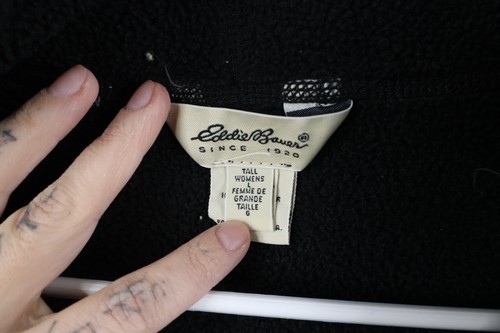 Eddie Bauer®
SINCE 1920
TALL
WOMENS
L
FEMME DE
GRANDE
TAILLE
G